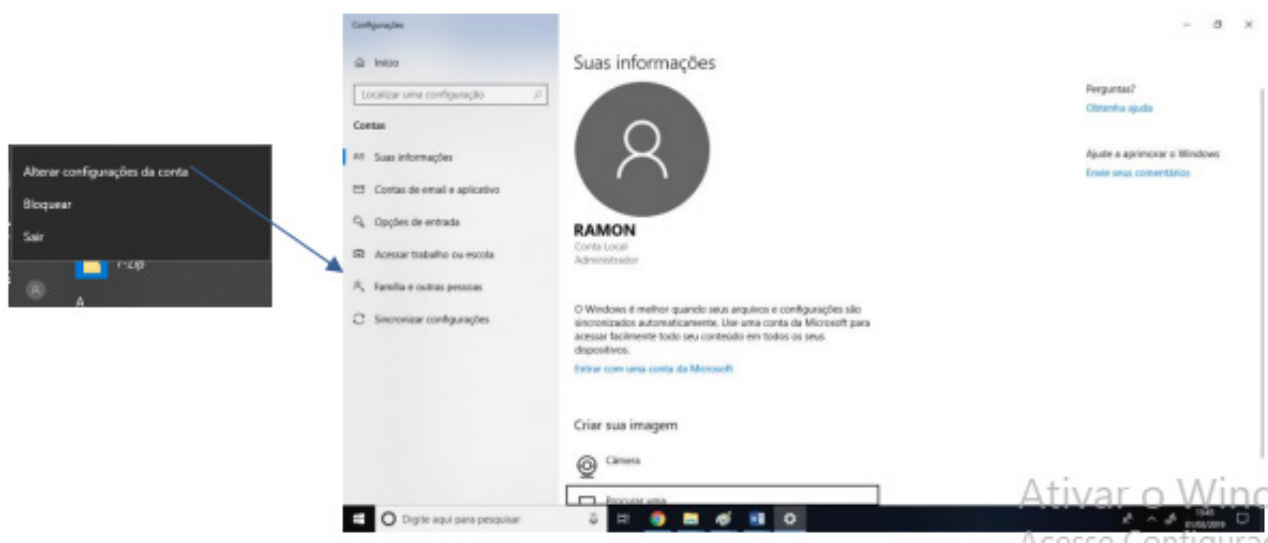 Alterar configurações da conta
Bloquear
Sair
7-Zip
A
Configurações
Início
Localizar uma configuração
Contas
Suas informações
Contas de email e aplicativo
Opções de entrada
Acessar trabalho ou escola
Família e outras pessoas
Sincronizar configurações
Suas informações
RAMON
Conta Local
Administrador
O Windows é melhor quando seus arquivos e configurações são
sincronizados automaticamente. Use uma conta da Microsoft para
acessar facilmente todo seu conteúdo em todos os seus
dispositivos.
Entrar com uma conta da Microsoft
Criar sua imagem
Câmera
Procurar uma
Perguntas?
Obtenha ajuda
Ajude a aprimorar o Windows
Envie seus comentários
Ativar o Wind
Acesse Configuraç
Digite aqui para pesquisar